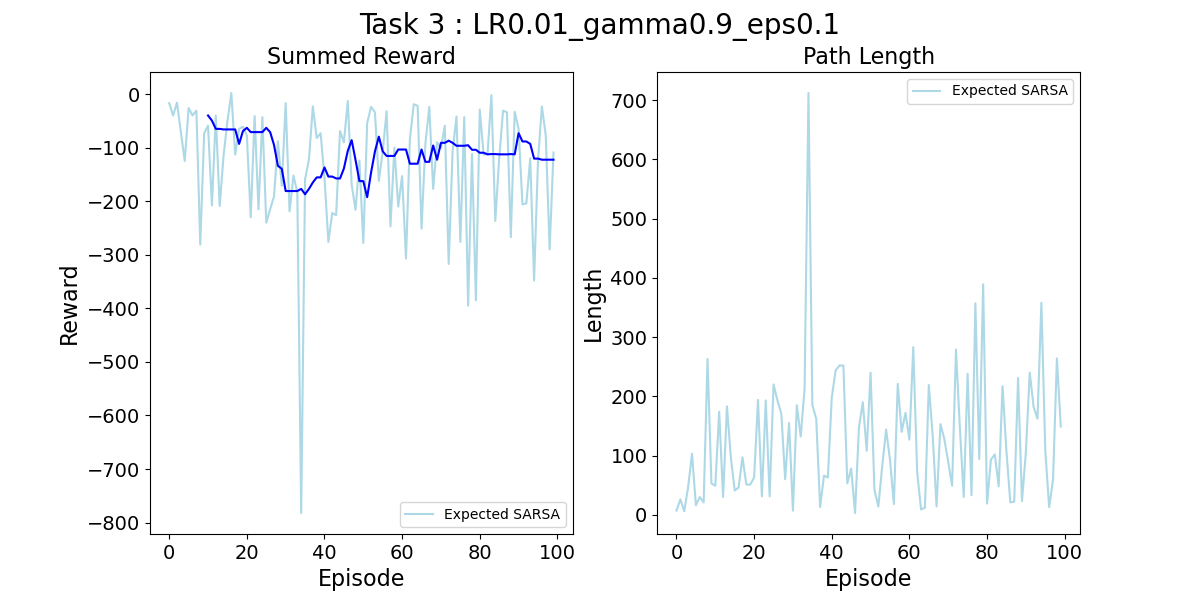 Task 3 : LR0.01_gamma0.9_eps0.1
Summed Reward
Reward
0
−100
−200
−300
−400
−500
−600
−700
−800
Expected SARSA
0 20 40 60 80 100
Episode
Path Length
Length
700
600
500
400
300
200
100
0
Expected SARSA
0 20 40 60 80 100
Episode